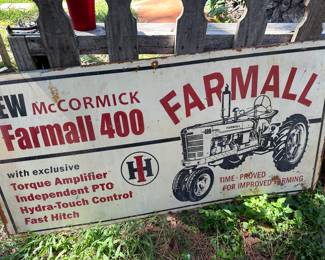 EW McCORMICK
Farmall 400
with exclusive
Torque Amplifier
Independent PTO
Hydra-Touch Control
Fast Hitch
IH
FARMALL
400
TIME-PROVED
FOR IMPROVED FARMING